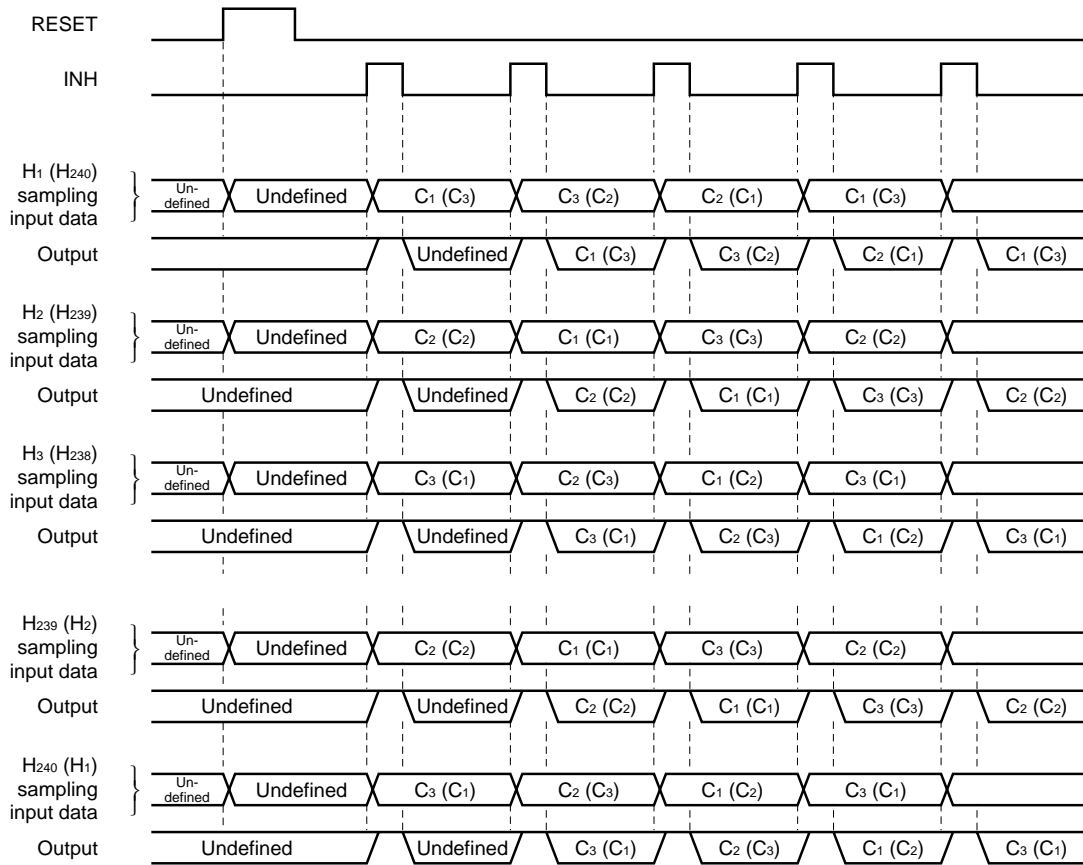 RESET
INH
H₁ (H₂₄₀)
sampling
input data
Un-
defined
Undefined
C₁ (C₃)
C₃ (C₂)
C₂ (C₁)
C₁ (C₃)
Output
Undefined
C₁ (C₃)
C₃ (C₂)
C₂ (C₁)
C₁ (C₃)
H₂ (H₂₃₉)
sampling
input data
Un-
defined
Undefined
C₂ (C₂)
C₁ (C₁)
C₃ (C₃)
C₂ (C₂)
Output
Undefined
Undefined
C₂ (C₂)
C₁ (C₁)
C₃ (C₃)
C₂ (C₂)
H₃ (H₂₃₈)
sampling
input data
Un-
defined
Undefined
C₃ (C₁)
C₂ (C₃)
C₁ (C₂)
C₃ (C₁)
Output
Undefined
Undefined
C₃ (C₁)
C₂ (C₃)
C₁ (C₂)
C₃ (C₁)
H₂₃₉ (H₂)
sampling
input data
Un-
defined
Undefined
C₂ (C₂)
C₁ (C₁)
C₃ (C₃)
C₂ (C₂)
Output
Undefined
Undefined
C₂ (C₂)
C₁ (C₁)
C₃ (C₃)
C₂ (C₂)
H₂₄₀ (H₁)
sampling
input data
Un-
defined
Undefined
C₃ (C₁)
C₂ (C₃)
C₁ (C₂)
C₃ (C₁)
Output
Undefined
Undefined
C₃ (C₁)
C₂ (C₃)
C₁ (C₂)
C₃ (C₁)